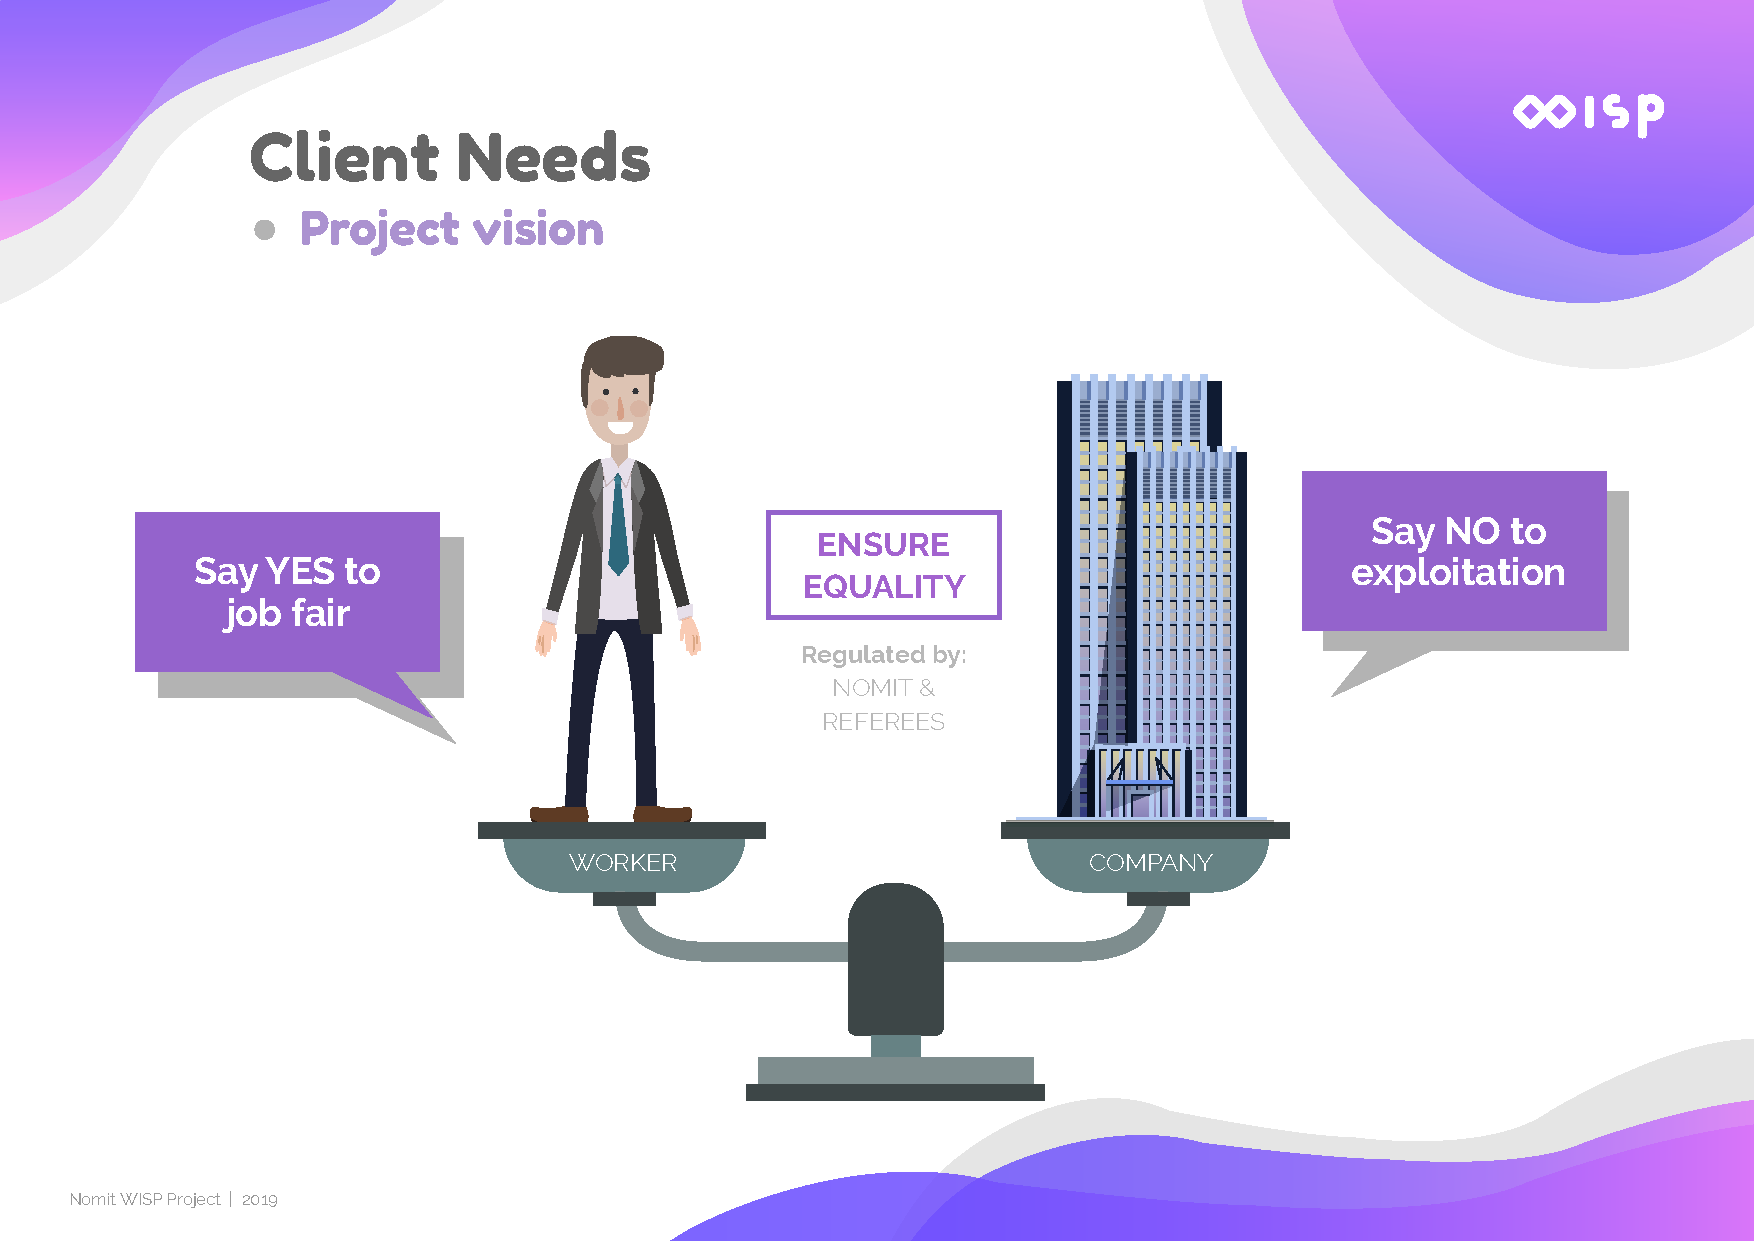 wisp
Client Needs
• Project vision
Say YES to
job fair
ENSURE
EQUALITY
Regulated by:
NOMIT &
REFEREES
Say NO to
exploitation
WORKER
COMPANY
Nomit WISP Project | 2019